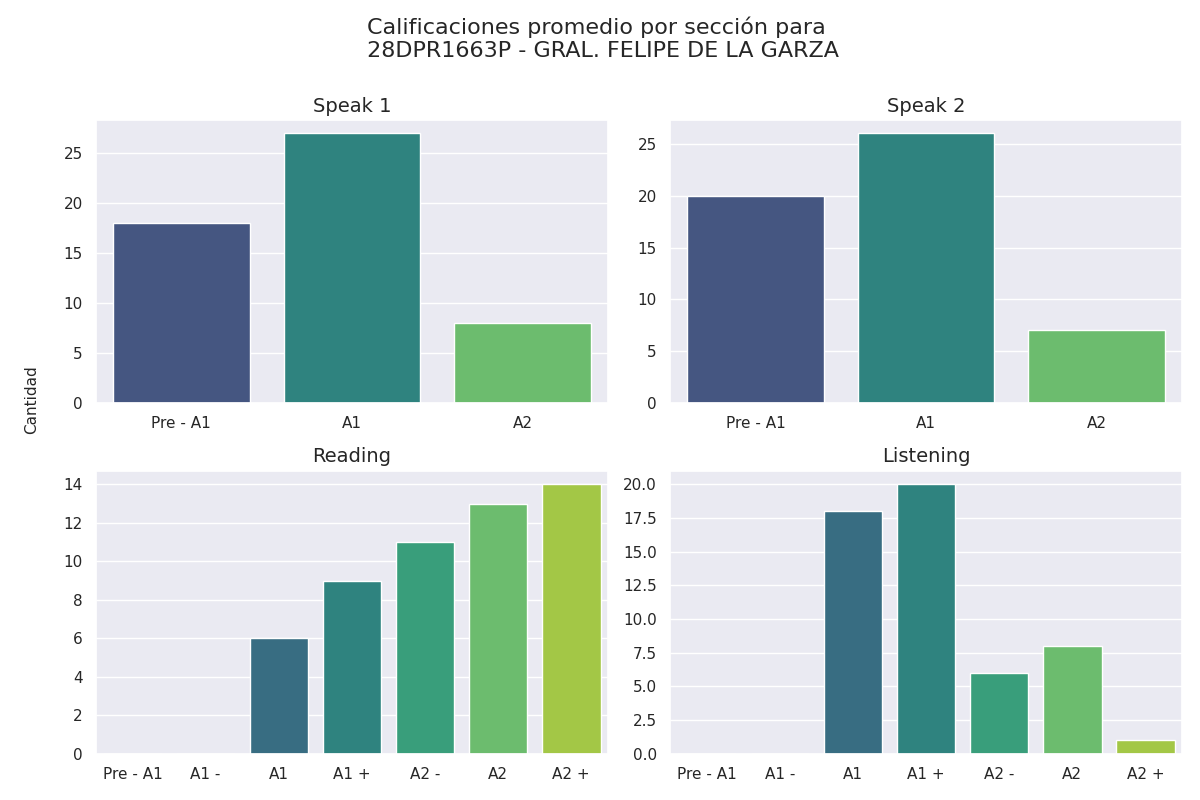 Calificaciones promedio por sección para
28DPR1663P - GRAL. FELIPE DE LA GARZA
Cantidad
Speak 1
25
20
15
10
5
0
Pre - A1 A1 A2
Speak 2
25
20
15
10
5
0
Pre - A1 A1 A2
Reading
14
12
10
8
6
4
2
0
Pre - A1 A1 - A1 A1 + A2 - A2 A2 +
Listening
20.0
17.5
15.0
12.5
10.0
7.5
5.0
2.5
0.0
Pre - A1 A1 - A1 A1 + A2 - A2 A2 +